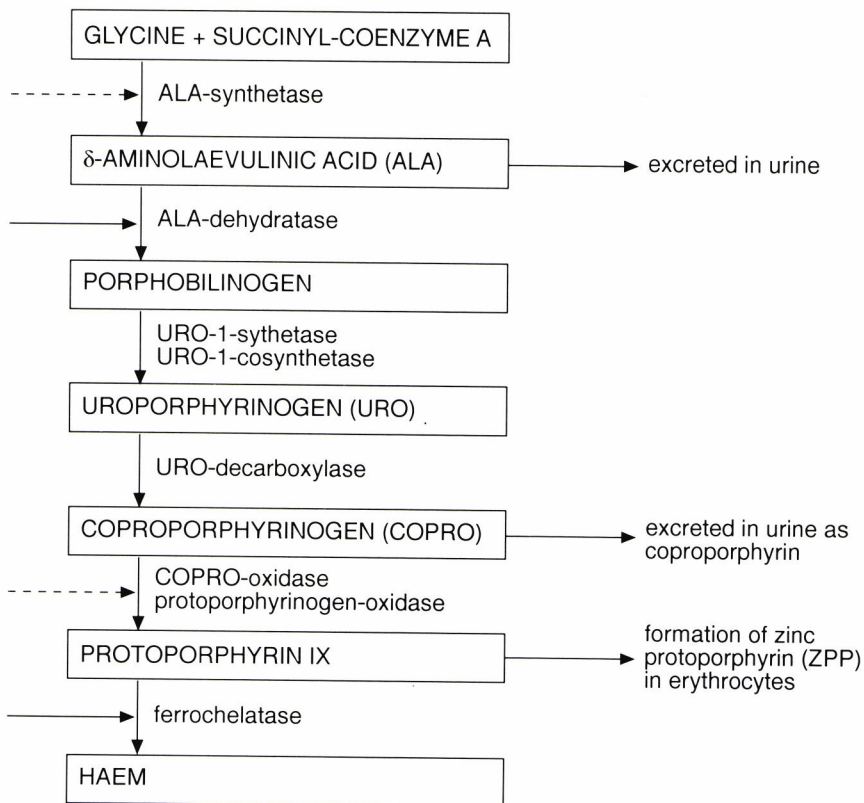 GLYCINE + SUCCINYL-COENZYME A
ALA-synthetase
δ-AMINOLAEVULINIC ACID (ALA)
excreted in urine
ALA-dehydratase
PORPHOBILINOGEN
URO-1-sythetase
URO-1-cosynthetase
UROPORPHYRINOGEN (URO)
URO-decarboxylase
COPROPORPHYRINOGEN (COPRO)
excreted in urine as
coproporphyrin
COPRO-oxidase
protoporphyrinogen-oxidase
PROTOPORPHYRIN IX
formation of zinc
protoporphyrin (ZPP)
in erythrocytes
ferrochelatase
HAEM